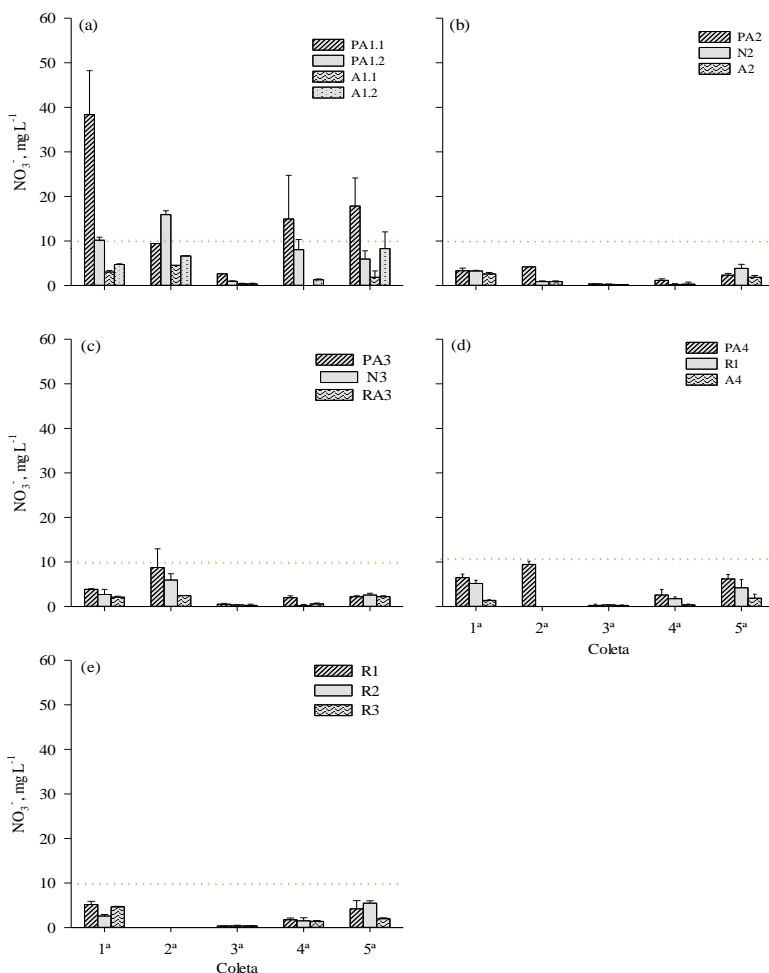 (a)
60
50
40
30
20
10
0
NO₃⁻, mg L⁻¹
PA1.1
PA1.2
A1.1
A1.2
(b)
PA2
N2
A2
(c)
60
50
40
30
20
10
0
NO₃⁻, mg L⁻¹
PA3
N3
RA3
(d)
PA4
R1
A4
1ª 2ª 3ª 4ª 5ª
Coleta
(e)
60
50
40
30
20
10
0
NO₃⁻, mg L⁻¹
R1
R2
R3
1ª 2ª 3ª 4ª 5ª
Coleta